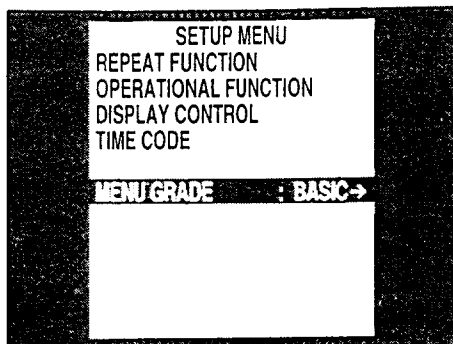 SETUP MENU
REPEAT FUNCTION
OPERATIONAL FUNCTION
DISPLAY CONTROL
TIME CODE
MENU GRADE : BASIC→